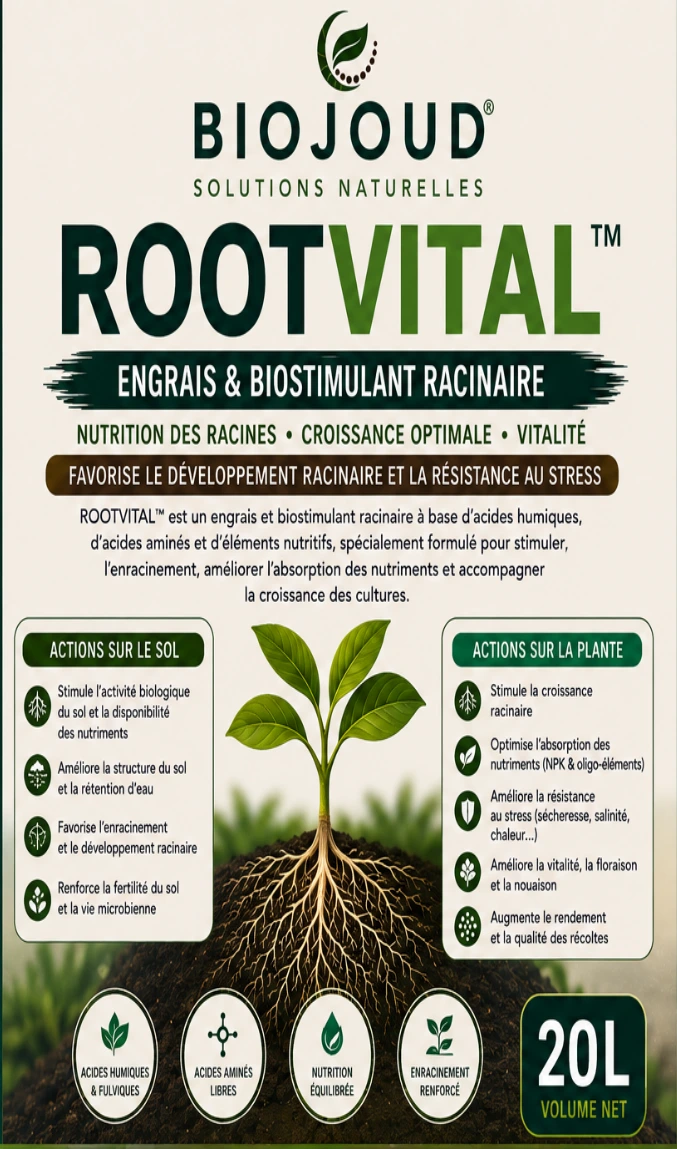 BIOJOUD®
SOLUTIONS NATURELLES
ROOTVITAL™
ENGRAIS & BIOSTIMULANT RACINAIRE
NUTRITION DES RACINES • CROISSANCE OPTIMALE • VITALITÉ
FAVORISE LE DÉVELOPPEMENT RACINAIRE ET LA RÉSISTANCE AU STRESS
ROOTVITAL™ est un engrais et biostimulant racinaire à base d'acides humiques,
d'acides aminés et d'éléments nutritifs, spécialement formulé pour stimuler,
l'enracinement, améliorer l'absorption des nutriments et accompagner
la croissance des cultures.
ACTIONS SUR LE SOL
Stimule l'activité biologique
du sol et la disponibilité
des nutriments
Améliore la structure du sol
et la rétention d'eau
Favorise l'enracinement
et le développement racinaire
Renforce la fertilité du sol
et la vie microbienne
ACTIONS SUR LA PLANTE
Stimule la croissance
racinaire
Optimise l'absorption des
nutriments (NPK & oligo-éléments)
Améliore la résistance
au stress (sécheresse, salinité,
chaleur...)
Améliore la vitalité, la floraison
et la nouaison
Augmente le rendement
et la qualité des récoltes
ACIDES HUMIQUES
& FULVIQUES
ACIDES AMINÉS
LIBRES
NUTRITION
ÉQUILIBRÉE
ENRACINEMENT
RENFORCÉ
20L
VOLUME NET